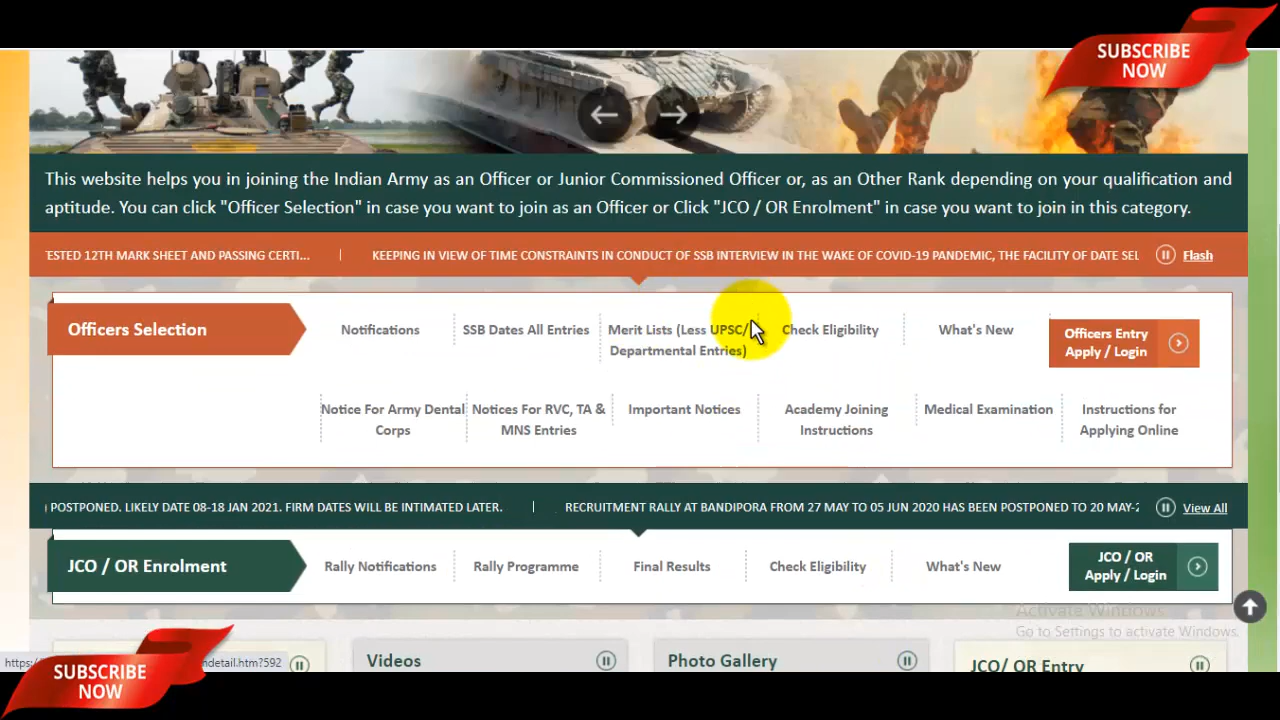 SUBSCRIBE
NOW
This website helps you in joining the Indian Army as an Officer or Junior Commissioned Officer or, as an Other Rank depending on your qualification and
aptitude. You can click "Officer Selection" in case you want to join as an Officer or Click "JCO / OR Enrolment" in case you want to join in this category.
TESTED 12TH MARK SHEET AND PASSING CERTI... | KEEPING IN VIEW OF TIME CONSTRAINTS IN CONDUCT OF SSB INTERVIEW IN THE WAKE OF COVID-19 PANDEMIC, THE FACILITY OF DATE SEL Flash
Officers Selection
Notifications
SSB Dates All Entries
Merit Lists (Less UPSC/
Departmental Entries)
Check Eligibility
What's New
Officers Entry
Apply / Login
Notice For Army Dental
Corps
Notices For RVC, TA &
MNS Entries
Important Notices
Academy Joining
Instructions
Medical Examination
Instructions for
Applying Online
POSTPONED. LIKELY DATE 08-18 JAN 2021. FIRM DATES WILL BE INTIMATED LATER. | RECRUITMENT RALLY AT BANDIPORA FROM 27 MAY TO 05 JUN 2020 HAS BEEN POSTPONED TO 20 MAY-2 View All
JCO / OR Enrolment
Rally Notifications
Rally Programme
Final Results
Check Eligibility
What's New
JCO / OR
Apply / Login
Activate Windows
Go to Settings to activate Windows.
ndetail.htm?592
Videos
Photo Gallery
JCO/ OR Entry
SUBSCRIBE
NOW